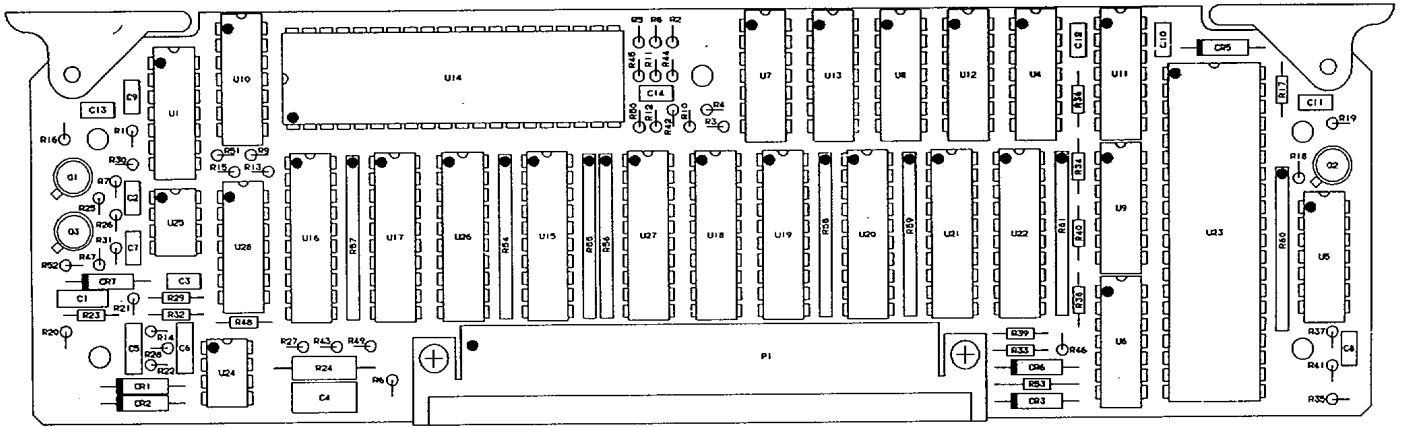 R5 R8 R2
U10 U14 R45 R11 R44 U7 U13 U8 U12 U4 C12 U11 C10 CR5
C13 C9 U1 C14 R36 R17 C11
R16 R1 R50 R12 R42 R10 R4 R3 R19
R30 R51 R9 R15 R13 R34 R18
Q1 R7 C2 Q2
R25 R26 U25 U28 U16 R57 U17 U26 R54 U15 R55 R56 U27 U18 U19 R58 U20 R59 U21 U22 R61 R40 U9 U23 R60 U5
Q3 R31 C7
R52 R47
CR7 C3
C1 R21 R29 R38
R23 R32 R48
R20 C5 R14 C6 R27 R43 R49 P1 R39 R46 U6 R37 C8
R28 R22 U24 R24 R33 CR6 R41
CR1 R6 R53
CR2 C4 CR3 R35